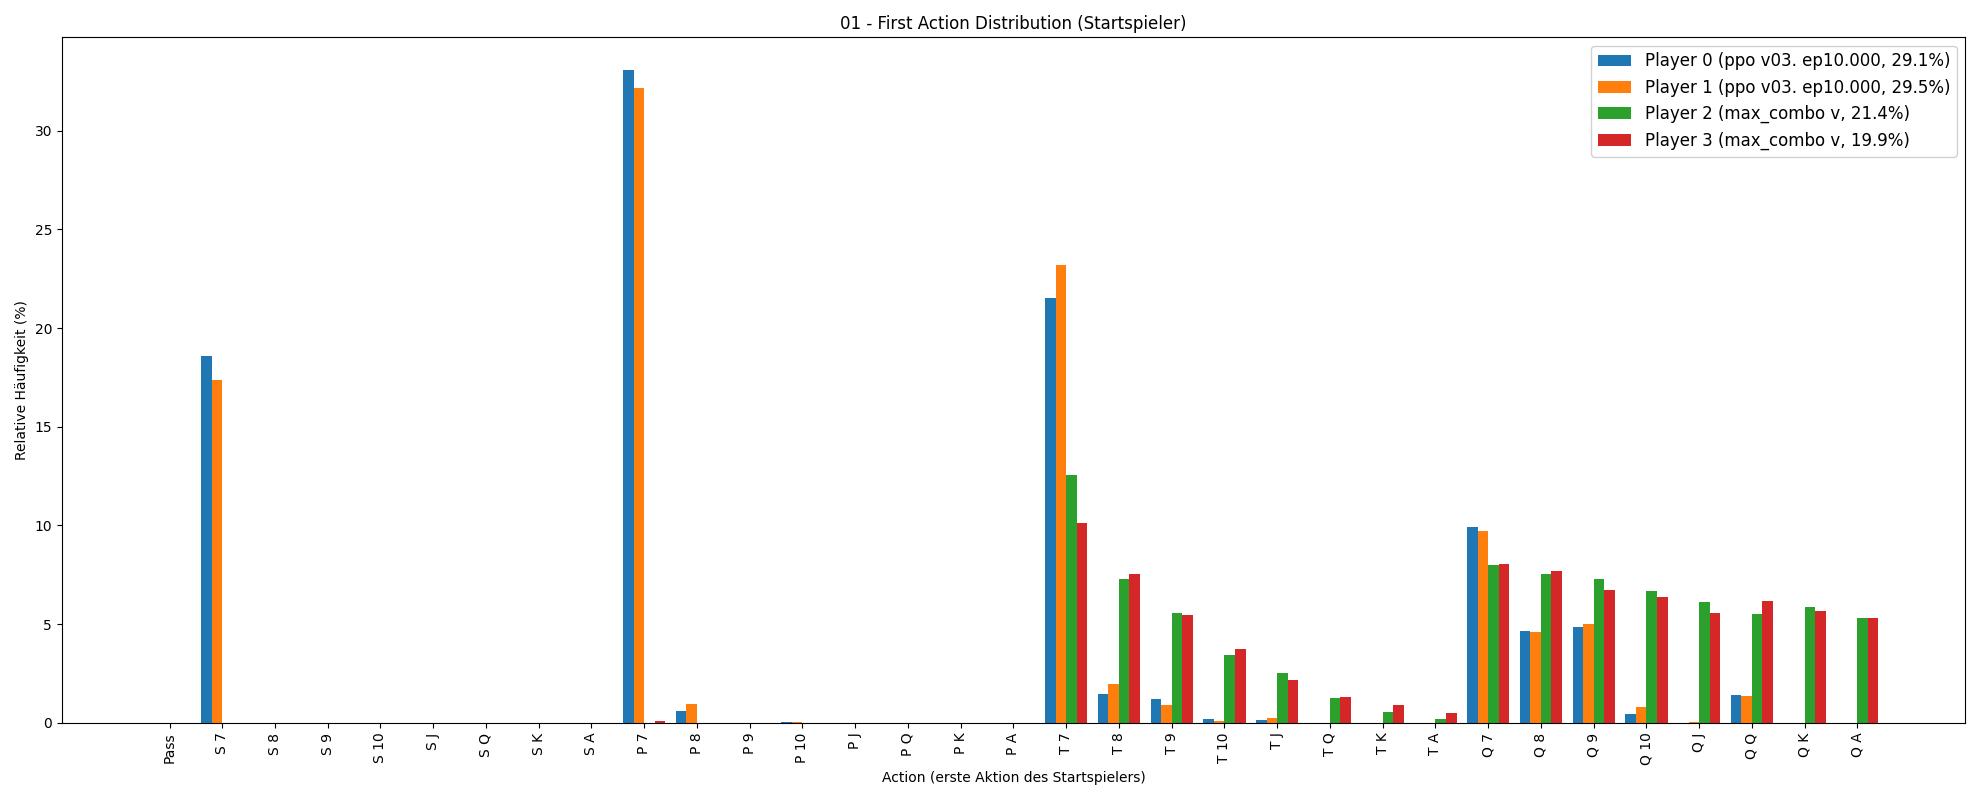 01 - First Action Distribution (Startspieler)
Player 0 (ppo v03. ep10.000, 29.1%)
Player 1 (ppo v03. ep10.000, 29.5%)
Player 2 (max_combo v, 21.4%)
Player 3 (max_combo v, 19.9%)
Relative Häufigkeit (%)
30
25
20
15
10
5
0
Pass
S 7
S 8
S 9
S 10
S J
S Q
S K
S A
P 7
P 8
P 9
P 10
P J
P Q
P K
P A
T 7
T 8
T 9
T 10
T J
T Q
T K
T A
Q 7
Q 8
Q 9
Q 10
Q J
Q Q
Q K
Q A
Action (erste Aktion des Startspielers)